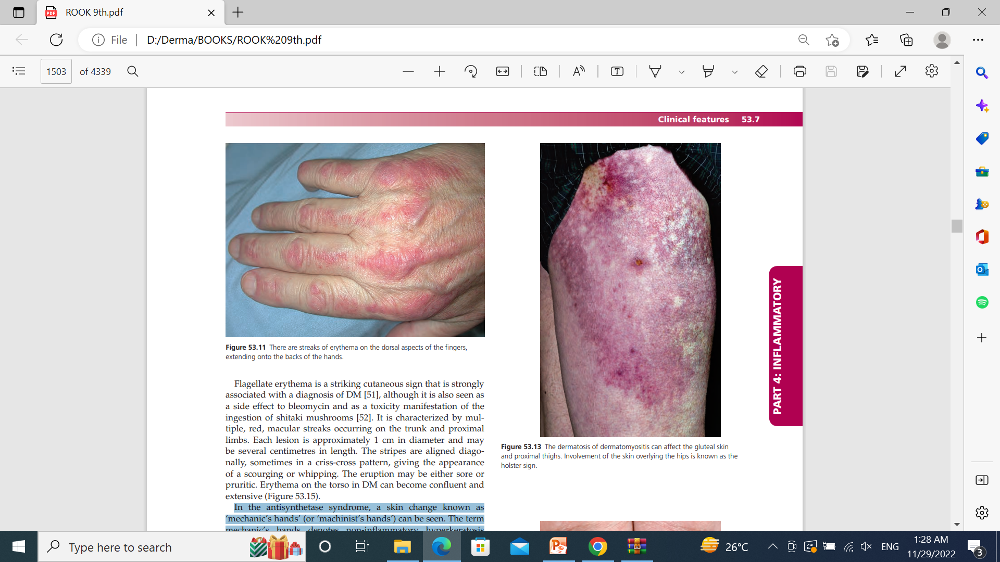 ROOK 9th.pdf
File
D:/Derma/BOOKS/ROOK%209th.pdf
1503 of 4339
Clinical features 53.7
Figure 53.11 There are streaks of erythema on the dorsal aspects of the fingers,
extending onto the backs of the hands.
Flagellate erythema is a striking cutaneous sign that is strongly
associated with a diagnosis of DM [51], although it is also seen as
a side effect to bleomycin and as a toxicity manifestation of the
ingestion of shitaki mushrooms [52]. It is characterized by mul-
tiple, red, macular streaks occurring on the trunk and proximal
limbs. Each lesion is approximately 1 cm in diameter and may
be several centimetres in length. The stripes are aligned diago-
nally, sometimes in a criss-cross pattern, giving the appearance
of a scourging or whipping. The eruption may be either sore or
pruritic. Erythema on the torso in DM can become confluent and
extensive (Figure 53.15).
In the antisynthetase syndrome, a skin change known as
‘mechanic’s hands’ (or ‘machinist’s hands’) can be seen. The term
mechanic’s hands denotes non-inflammatory hyperkeratosis
Figure 53.13 The dermatosis of dermatomyositis can affect the gluteal skin
and proximal thighs. Involvement of the skin overlying the hips is known as the
holster sign.
PART 4: INFLAMMATORY
Type here to search
26°C
ENG
1:28 AM
11/29/2022
3